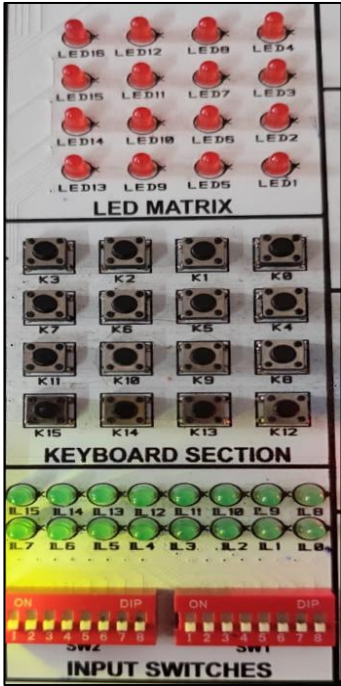 LED16 LED12 LED8 LED4
LED15 LED11 LED7 LED3
LED14 LED10 LED6 LED2
LED13 LED9 LED5 LED1
LED MATRIX
K3 K2 K1 K0
K7 K6 K5 K4
K11 K10 K9 K8
K15 K14 K13 K12
KEYBOARD SECTION
IL15 IL14 IL13 IL12 IL11 IL10 IL9 IL8
IL7 IL6 IL5 IL4 IL3 IL2 IL1 IL0
ON DIP ON DIP
1 2 3 4 5 6 7 8 1 2 3 4 5 6 7 8
SW2 SW1
INPUT SWITCHES